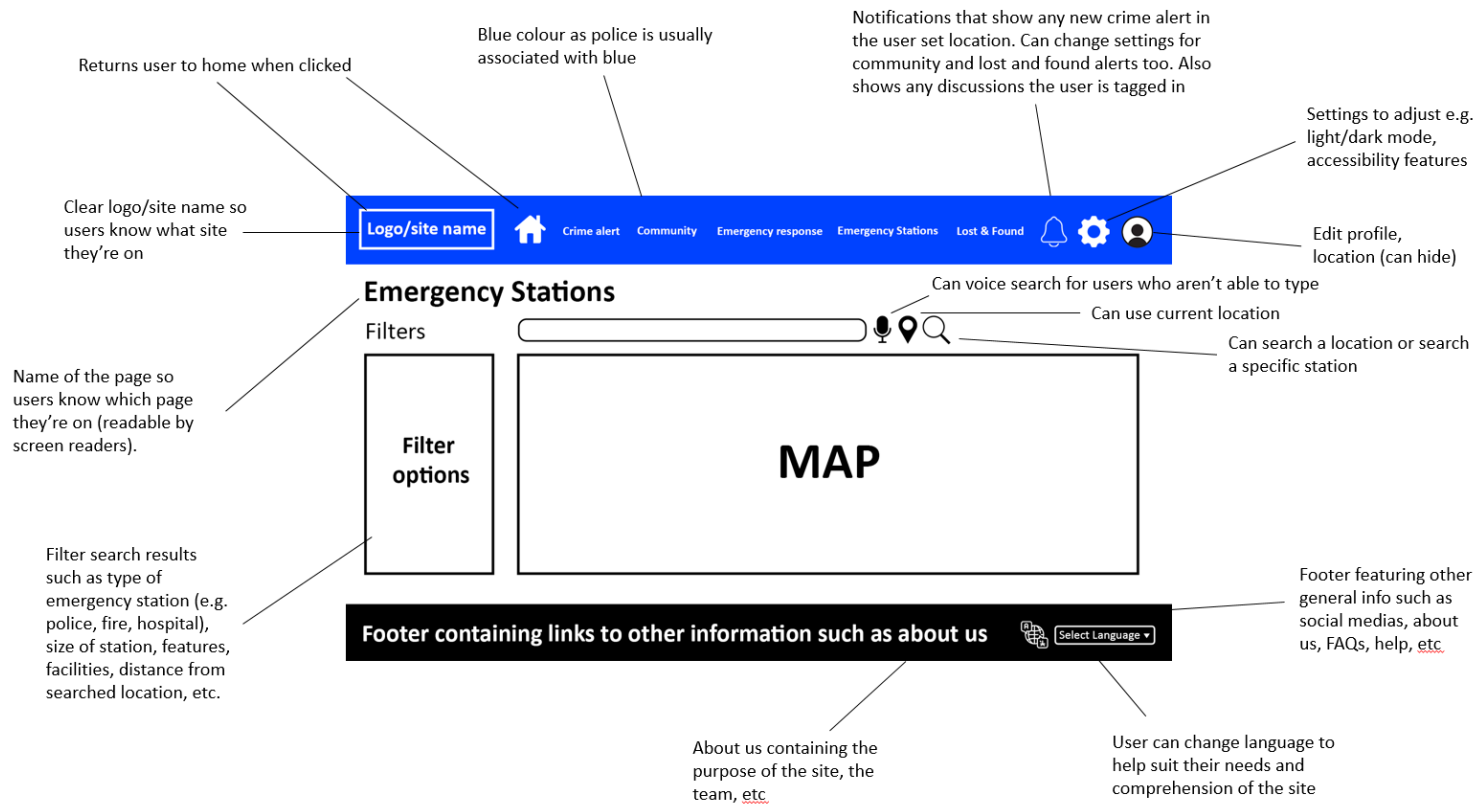 Notifications that show any new crime alert in
the user set location. Can change settings for
community and lost and found alerts too. Also
shows any discussions the user is tagged in
Blue colour as police is usually
associated with blue
Returns user to home when clicked
Settings to adjust e.g.
light/dark mode,
accessibility features
Clear logo/site name so
users know what site
they’re on
Logo/site name
Crime alert
Community
Emergency response
Emergency Stations
Lost & Found
Edit profile,
location (can hide)
Emergency Stations
Can voice search for users who aren’t able to type
Can use current location
Filters
Can search a location or search
a specific station
Name of the page so
users know which page
they’re on (readable by
screen readers).
Filter
options
MAP
Filter search results
such as type of
emergency station (e.g.
police, fire, hospital),
size of station, features,
facilities, distance from
searched location, etc.
Footer featuring other
general info such as
social medias, about
us, FAQs, help, etc
Footer containing links to other information such as about us
Select Language
About us containing the
purpose of the site, the
team, etc
User can change language to
help suit their needs and
comprehension of the site